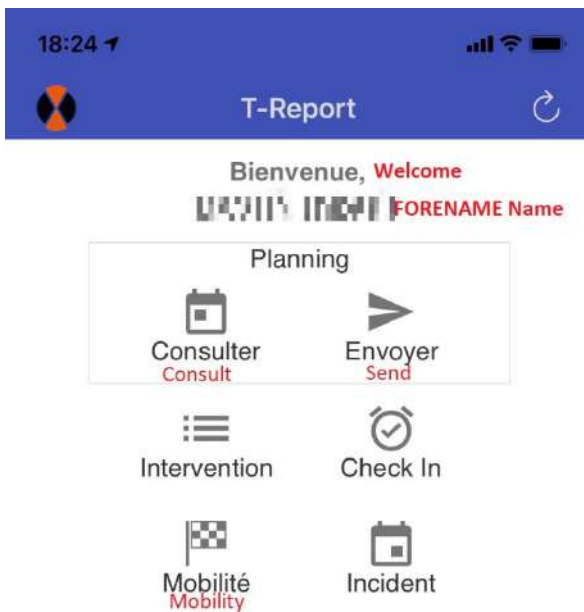 18:24
T-Report
Bienvenue, Welcome
FORENAME Name
Planning
Consulter Envoyer
Consult Send
Intervention Check In
Mobilité Incident
Mobility